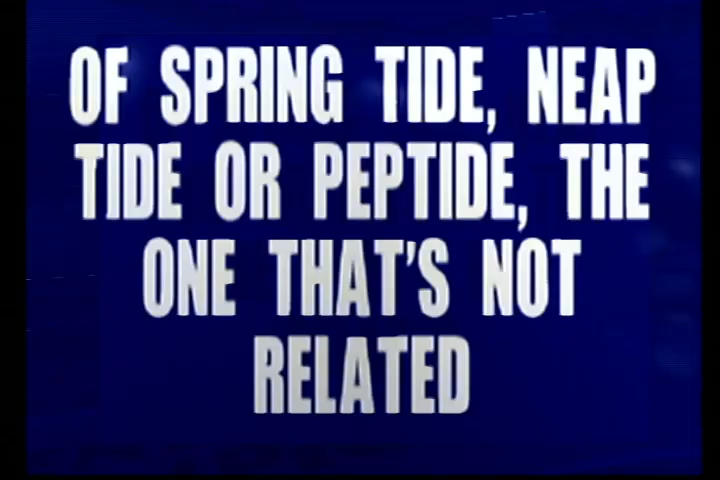 OF SPRING TIDE, NEAP
TIDE OR PEPTIDE, THE
ONE THAT'S NOT
RELATED